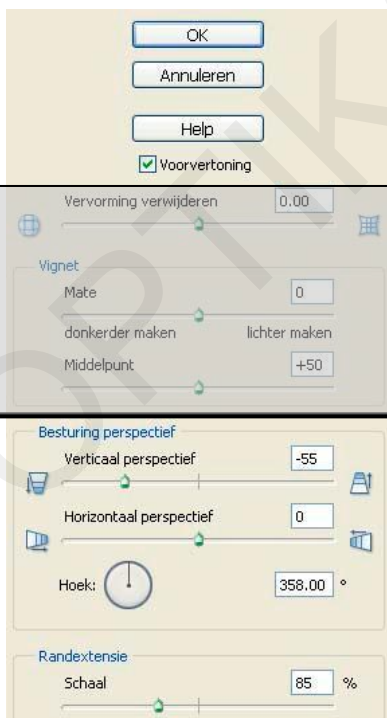 OK
Annuleren
Help
Voorvertoning
Vervorming verwijderen 0.00
Vignet
Mate 0
donkerder maken lichter maken
Middelpunt +50
Besturing perspectief
Verticaal perspectief -55
Horizontaal perspectief 0
Hoek: 358.00 °
Randextensie
Schaal 85 %
OPTIK